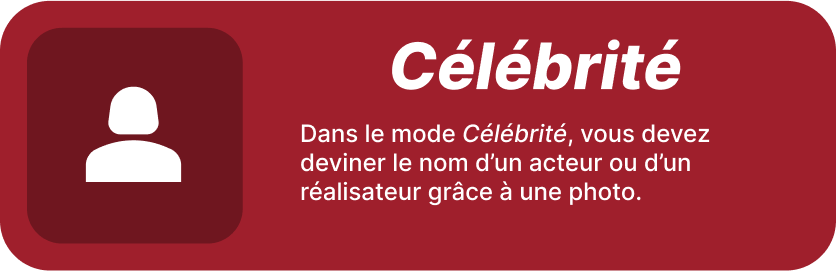 Célébrité
Dans le mode Célébrité, vous devez
deviner le nom d’un acteur ou d’un
réalisateur grâce à une photo.